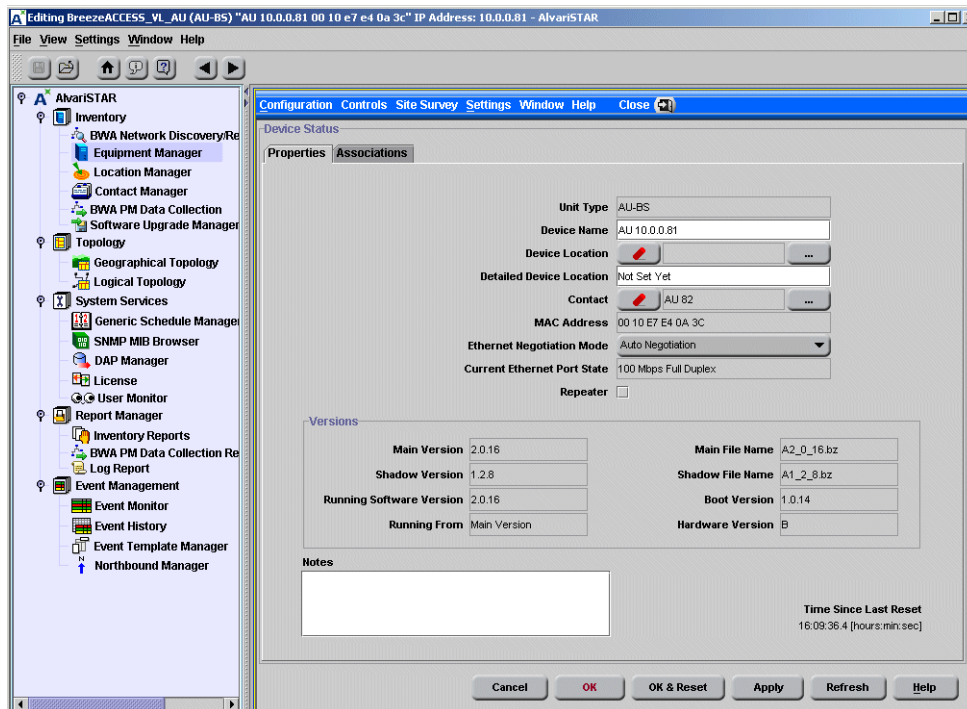 Editing BreezeACCESS_VL_AU (AU-BS) "AU 10.0.0.81 00 10 e7 e4 0a 3c" IP Address: 10.0.0.81 - AlvariSTAR
File View Settings Window Help
AlvariSTAR
Inventory
BWA Network Discovery/Re
Equipment Manager
Location Manager
Contact Manager
BWA PM Data Collection
Software Upgrade Manager
Topology
Geographical Topology
Logical Topology
System Services
Generic Schedule Manager
SNMP MIB Browser
DAP Manager
License
User Monitor
Report Manager
Inventory Reports
BWA PM Data Collection Re
Log Report
Event Management
Event Monitor
Event History
Event Template Manager
Northbound Manager
Configuration Controls Site Survey Settings Window Help Close
Device Status
Properties Associations
Unit Type AU-BS
Device Name AU 10.0.0.81
Device Location ...
Detailed Device Location Not Set Yet
Contact AU 82 ...
MAC Address 00 10 E7 E4 0A 3C
Ethernet Negotiation Mode Auto Negotiation
Current Ethernet Port State 100 Mbps Full Duplex
Repeater
Versions
Main Version 2.0.16 Main File Name A2_0_16.bz
Shadow Version 1.2.8 Shadow File Name A1_2_8.bz
Running Software Version 2.0.16 Boot Version 1.0.14
Running From Main Version Hardware Version B
Notes
Time Since Last Reset
16:09:36.4 [hours:min:sec]
Cancel OK OK & Reset Apply Refresh Help